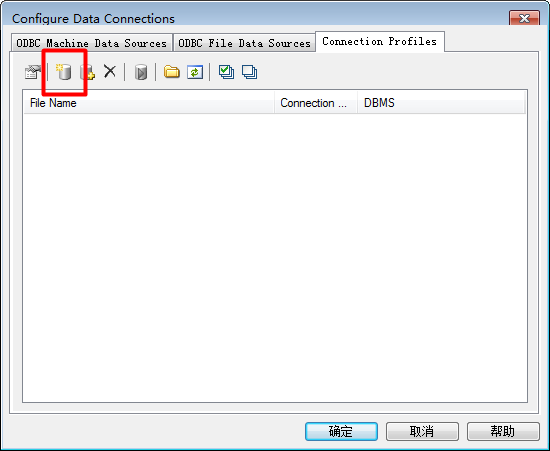 Configure Data Connections
ODBC Machine Data Sources ODBC File Data Sources Connection Profiles
File Name Connection ... DBMS
确定 取消 帮助